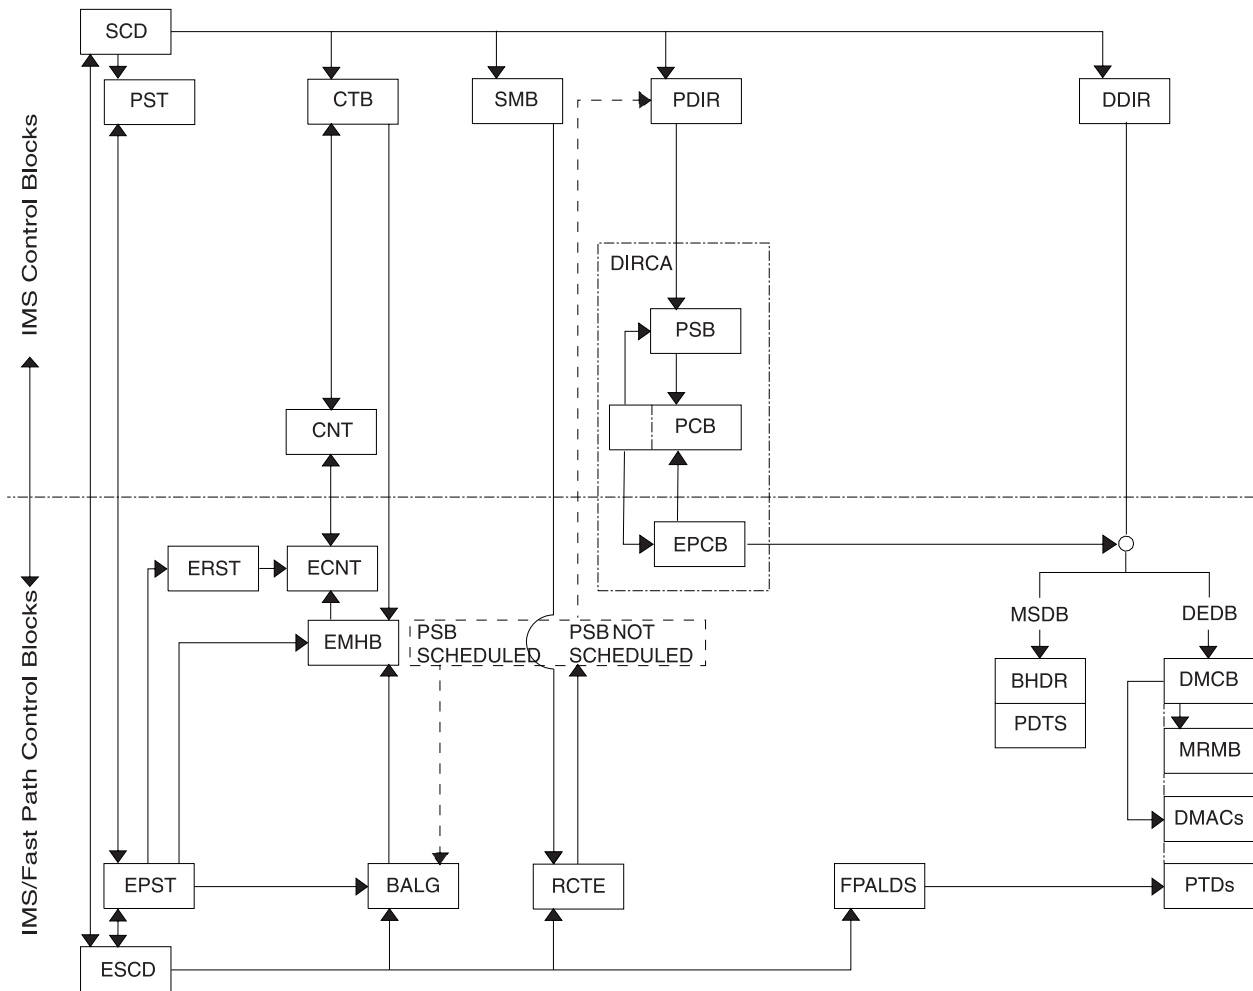 SCD
PST
CTB
SMB
PDIR
DDIR
IMS Control Blocks
DIRCA
PSB
CNT
PCB
EPCB
ERST
ECNT
MSDB
DEDB
EMHB
PSB
SCHEDULED
PSB NOT
SCHEDULED
BHDR
DMCB
PDTS
MRMB
IMS/Fast Path Control Blocks
DMACs
EPST
BALG
RCTE
FPALDS
PTDs
ESCD